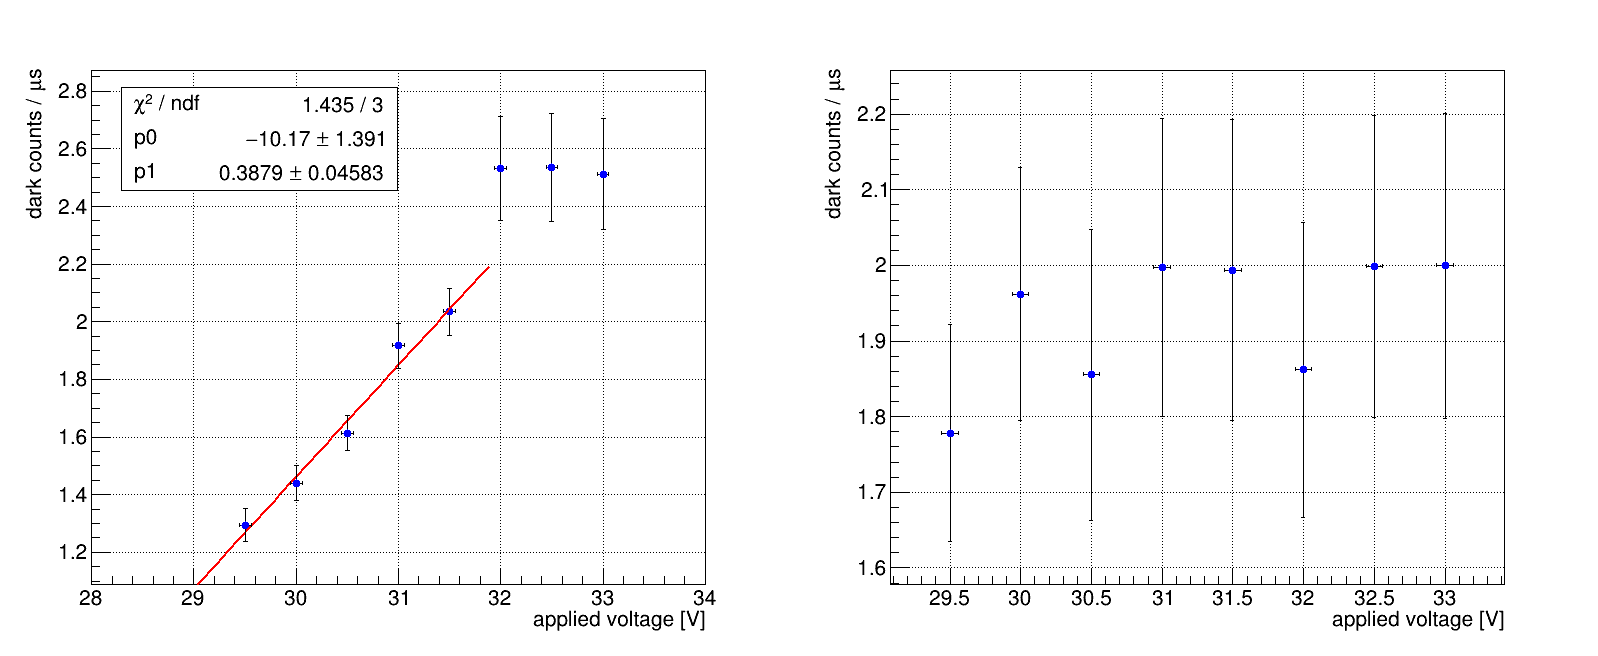 dark counts / μs
χ² / ndf 1.435 / 3
p0 −10.17 ± 1.391
p1 0.3879 ± 0.04583
2.8
2.6
2.4
2.2
2
1.8
1.6
1.4
1.2
28 29 30 31 32 33 34
applied voltage [V]
dark counts / μs
2.2
2.1
2
1.9
1.8
1.7
1.6
29.5 30 30.5 31 31.5 32 32.5 33
applied voltage [V]